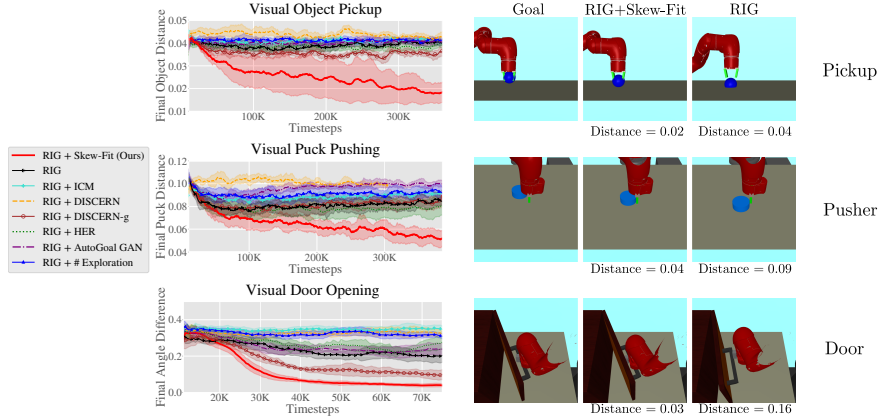 Visual Object Pickup
Final Object Distance
0.05
0.04
0.03
0.02
0.01
100K
200K
300K
Timesteps
Goal
RIG+Skew-Fit
RIG
Pickup
Distance = 0.02
Distance = 0.04
RIG + Skew-Fit (Ours)
RIG
RIG + ICM
RIG + DISCERN
RIG + DISCERN-g
RIG + HER
RIG + AutoGoal GAN
RIG + # Exploration
Visual Puck Pushing
Final Puck Distance
0.12
0.10
0.08
0.06
0.04
100K
200K
300K
Timesteps
Pusher
Distance = 0.04
Distance = 0.09
Visual Door Opening
Final Angle Difference
0.4
0.2
0.0
20K
30K
40K
50K
60K
70K
Timesteps
Door
Distance = 0.03
Distance = 0.16